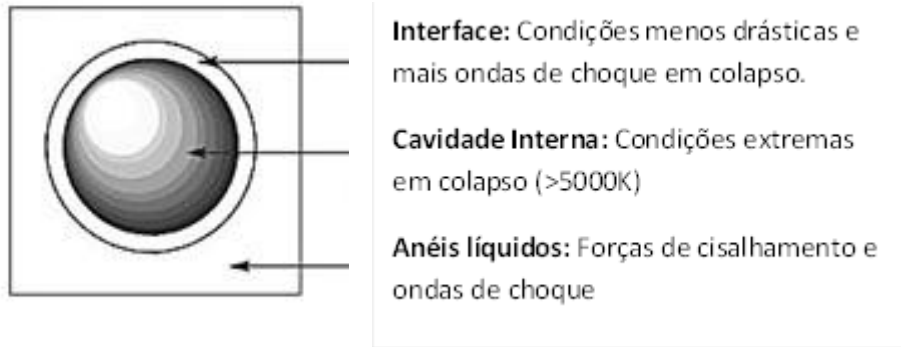 Interface: Condições menos drásticas e
mais ondas de choque em colapso.
Cavidade Interna: Condições extremas
em colapso (>5000K)
Anéis líquidos: Forças de cisalhamento e
ondas de choque